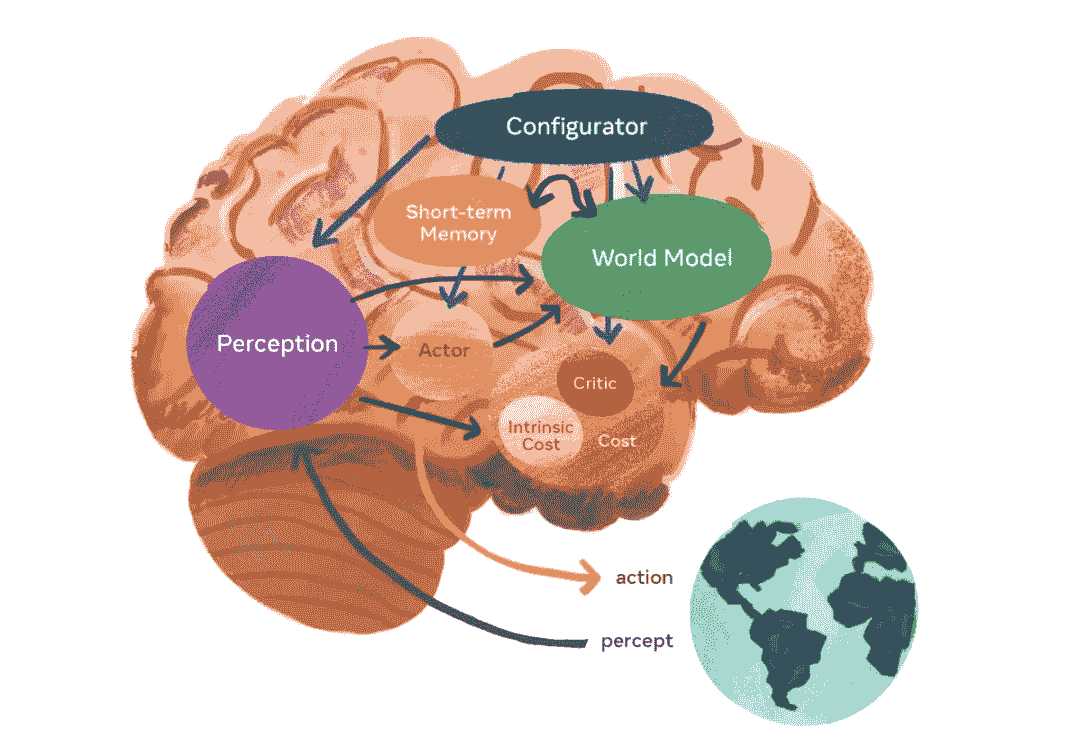 Configurator
Short-term
Memory
World Model
Perception
Actor
Critic
Intrinsic
Cost
Cost
action
percept